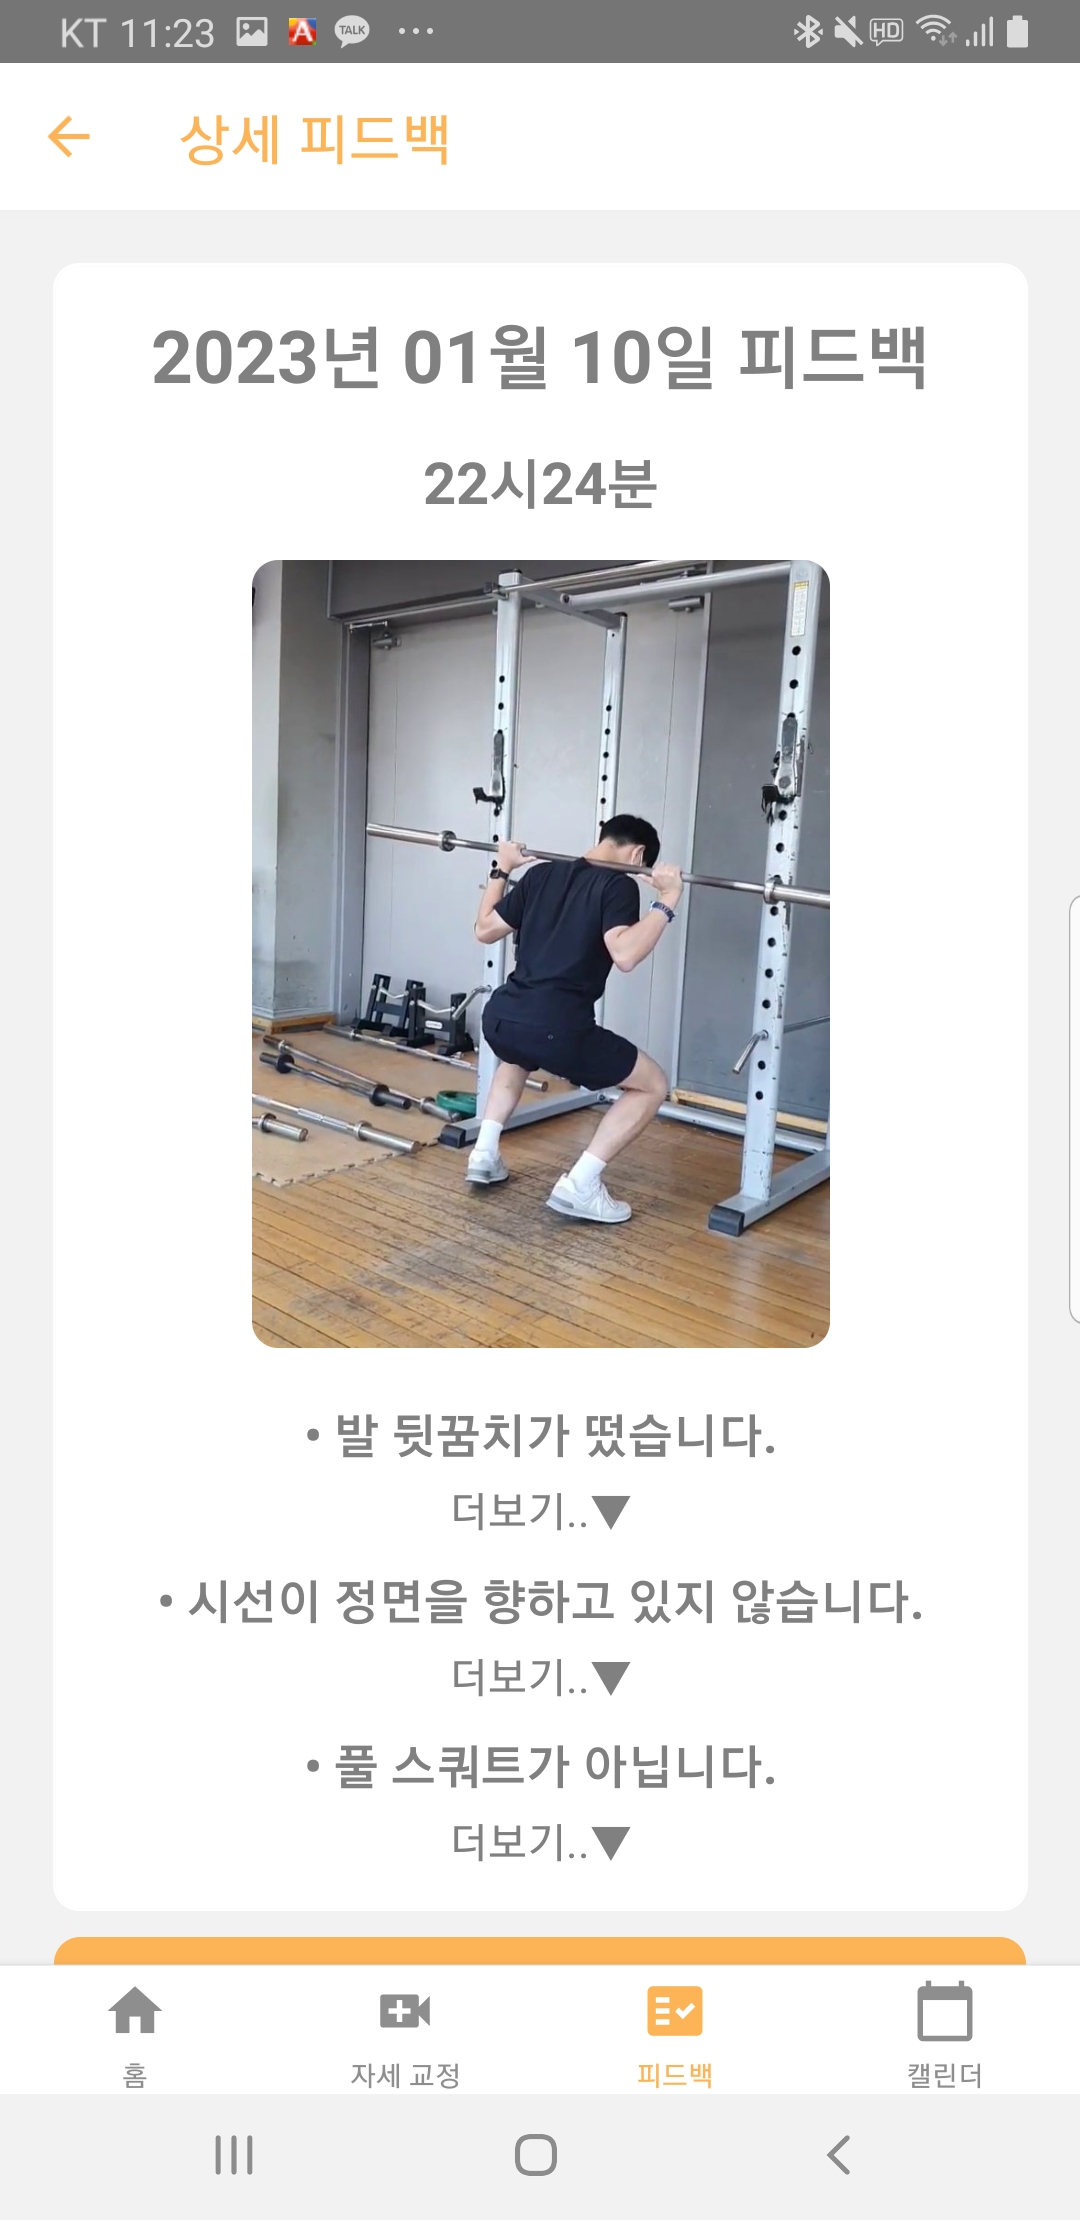 KT 11:23 A TALK HD
상세 피드백
2023년 01월 10일 피드백
22시24분
• 발 뒷꿈치가 떴습니다.
더보기..▼
• 시선이 정면을 향하고 있지 않습니다.
더보기..▼
• 풀 스쿼트가 아닙니다.
더보기..▼
홈 자세 교정 피드백 캘린더